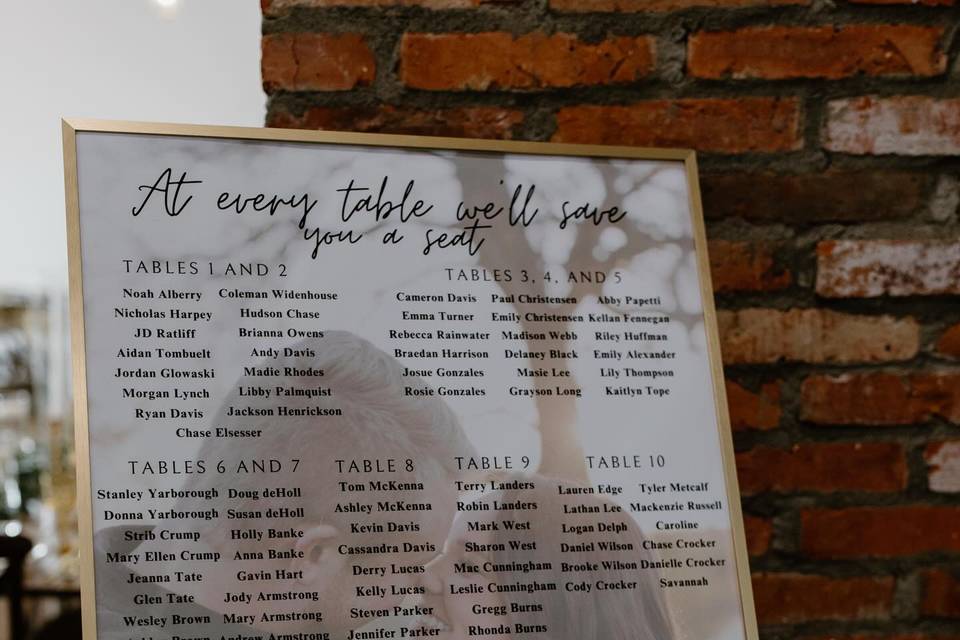 At every table we'll save
you a seat
TABLES 1 AND 2
Noah Alberry Coleman Widenhouse
Nicholas Harpey Hudson Chase
JD Ratliff Brianna Owens
Aidan Tombuelt Andy Davis
Jordan Glowaski Madie Rhodes
Morgan Lynch Libby Palmquist
Ryan Davis Jackson Henrickson
Chase Elsesser
TABLES 3, 4, AND 5
Cameron Davis Paul Christensen Abby Papetti
Emma Turner Emily Christensen Kellan Fennegan
Rebecca Rainwater Madison Webb Riley Huffman
Braedan Harrison Delaney Black Emily Alexander
Josue Gonzales Masie Lee Lily Thompson
Rosie Gonzales Grayson Long Kaitlyn Tope
TABLES 6 AND 7
Stanley Yarborough Doug deHoll
Donna Yarborough Susan deHoll
Strib Crump Holly Banke
Mary Ellen Crump Anna Banke
Jeanna Tate Gavin Hart
Glen Tate Jody Armstrong
Wesley Brown Mary Armstrong
Brown Andrew Armstrong
TABLE 8
Tom McKenna
Ashley McKenna
Kevin Davis
Cassandra Davis
Derry Lucas
Kelly Lucas
Steven Parker
Jennifer Parker
TABLE 9
Terry Landers
Robin Landers
Mark West
Sharon West
Mac Cunningham
Leslie Cunningham
Gregg Burns
Rhonda Burns
TABLE 10
Lauren Edge Tyler Metcalf
Lathan Lee Mackenzie Russell
Logan Delph Caroline
Daniel Wilson Chase Crocker
Brooke Wilson Danielle Crocker
Cody Crocker Savannah